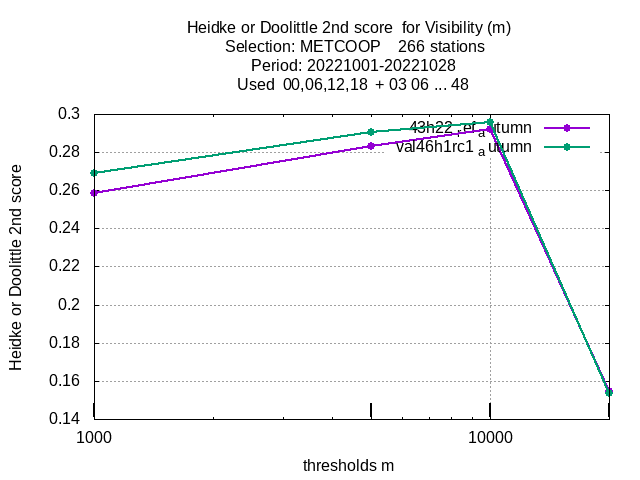 Heidke or Doolittle 2nd score for Visibility (m)
Selection: METCOOP 266 stations
Period: 20221001-20221028
Used 00,06,12,18 + 03 06 ... 48
0.3
0.28
0.26
0.24
0.22
0.2
0.18
0.16
0.14
Heidke or Doolittle 2nd score
43h22_ref_autumn
val46h1rc1_autumn
1000
10000
thresholds m